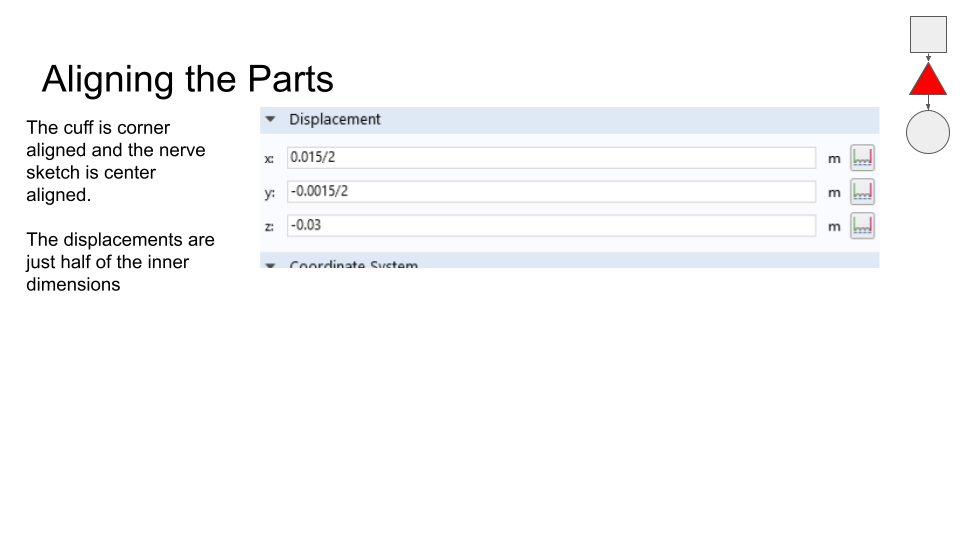 Aligning the Parts
The cuff is corner
aligned and the nerve
sketch is center
aligned.
The displacements are
just half of the inner
dimensions
Displacement
x: 0.015/2 m
y: -0.0015/2 m
z: -0.03 m
Coordinate System